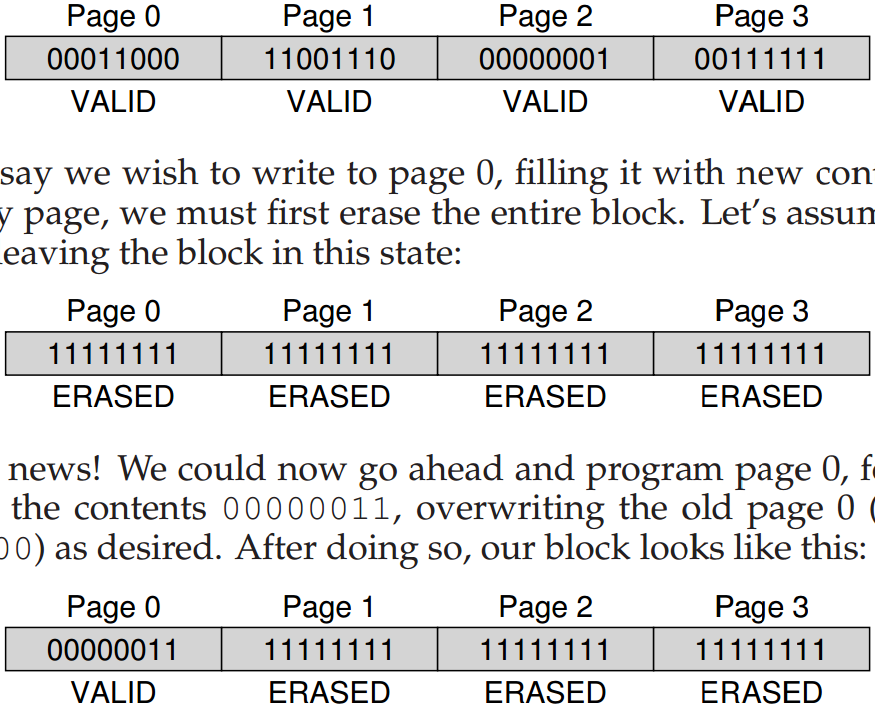 Page 0 Page 1 Page 2 Page 3
00011000 11001110 00000001 00111111
VALID VALID VALID VALID
say we wish to write to page 0, filling it with new
page, we must first erase the entire block. Let's
leaving the block in this state:
Page 0 Page 1 Page 2 Page 3
11111111 11111111 11111111 11111111
ERASED ERASED ERASED ERASED
news! We could now go ahead and program page 0,
the contents 00000011, overwriting the old page 0 (
00) as desired. After doing so, our block looks like this:
Page 0 Page 1 Page 2 Page 3
00000011 11111111 11111111 11111111
VALID ERASED ERASED ERASED